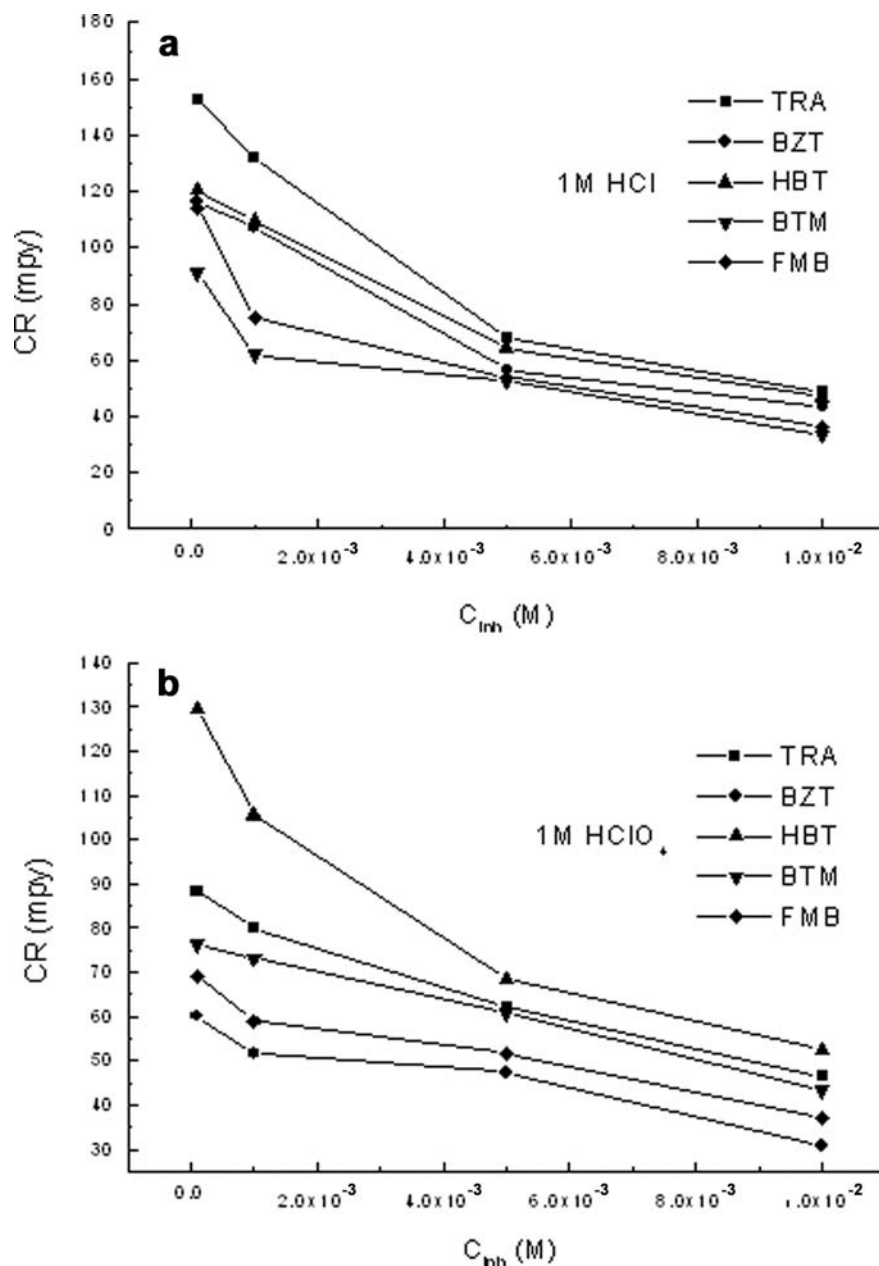 a
180
160
140
120
100
80
60
40
20
0
CR (mpy)
TRA
BZT
1M HCl
HBT
BTM
FMB
0.0
2.0x10⁻³
4.0x10⁻³
6.0x10⁻³
8.0x10⁻³
1.0x10⁻²
C_inh (M)
b
140
130
120
110
100
90
80
70
60
50
40
30
CR (mpy)
TRA
BZT
1M HClO₄
HBT
BTM
FMB
0.0
2.0x10⁻³
4.0x10⁻³
6.0x10⁻³
8.0x10⁻³
1.0x10⁻²
C_inh (M)